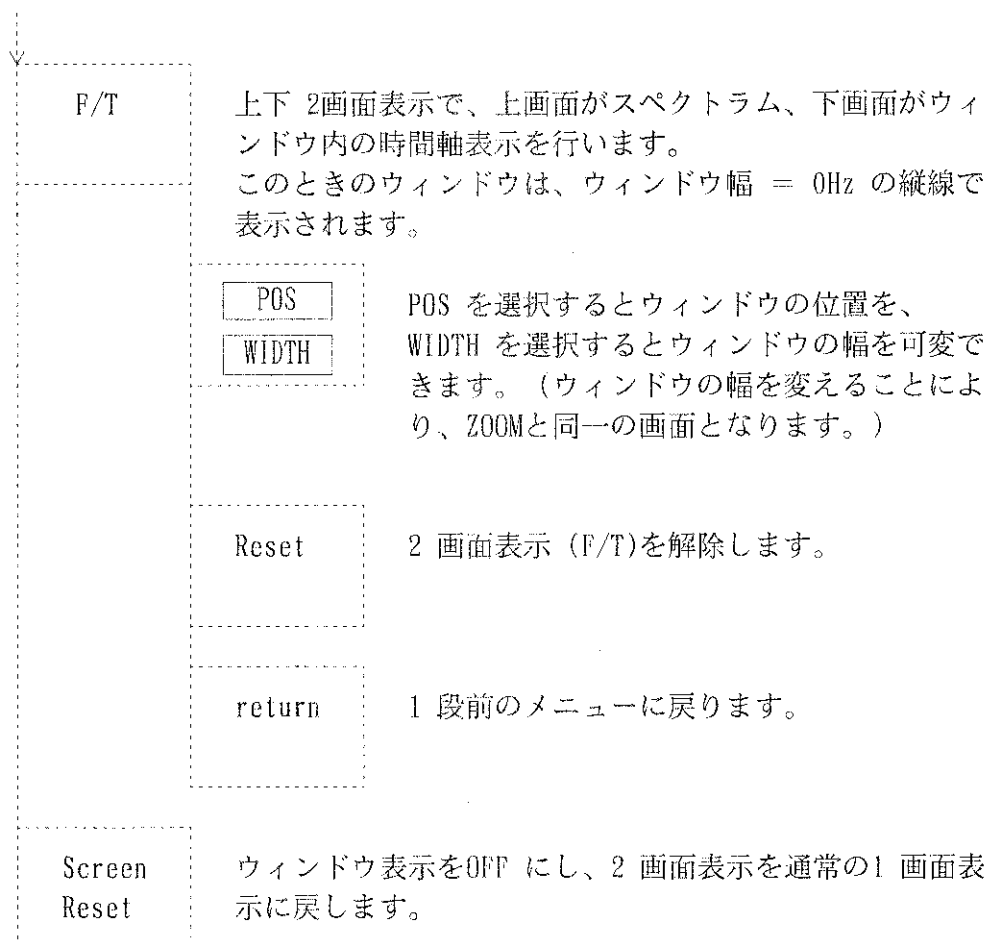 F/T
上下 2画面表示で、上画面がスペクトラム、下画面がウィ
ンドウ内の時間軸表示を行います。
このときのウィンドウは、ウィンドウ幅 = 0Hz の縦線で
表示されます。
POS
WIDTH
POS を選択するとウィンドウの位置を、
WIDTH を選択するとウィンドウの幅を可変で
きます。（ウィンドウの幅を変えることによ
り、ZOOMと同一の画面となります。）
Reset
2 画面表示 (F/T)を解除します。
return
1 段前のメニューに戻ります。
Screen
Reset
ウィンドウ表示をOFF にし、2 画面表示を通常の1 画面表
示に戻します。